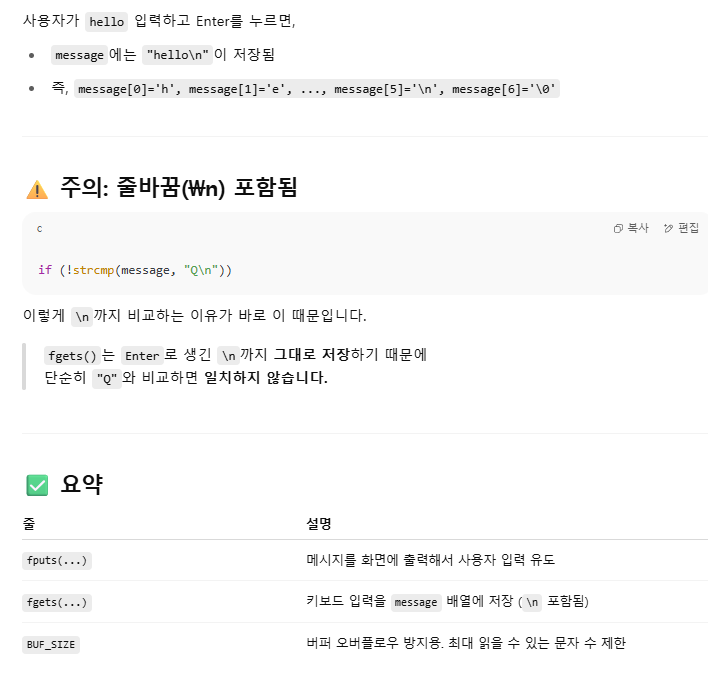 사용자가 hello 입력하고 Enter를 누르면,
• message에는 "hello\n"이 저장됨
• 즉, message[0]='h', message[1]='e', ..., message[5]='\n', message[6]='\0'
⚠️ 주의: 줄바꿈(₩n) 포함됨
c 복사 편집
if (!strcmp(message, "Q\n"))
이렇게 \n까지 비교하는 이유가 바로 이 때문입니다.
fgets()는 Enter로 생긴 \n까지 그대로 저장하기 때문에
단순히 "Q"와 비교하면 일치하지 않습니다.
✅ 요약
줄 설명
fputs(...) 메시지를 화면에 출력해서 사용자 입력 유도
fgets(...) 키보드 입력을 message 배열에 저장 (\n 포함됨)
BUF_SIZE 버퍼 오버플로우 방지용. 최대 읽을 수 있는 문자 수 제한